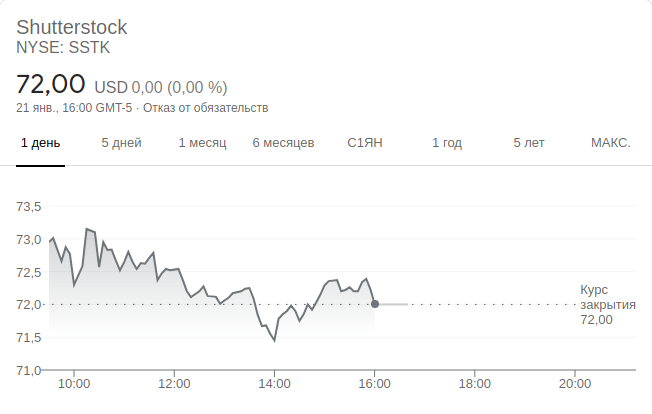 Shutterstock
NYSE: SSTK
72,00 USD 0,00 (0,00 %)
21 янв., 16:00 GMT-5 · Отказ от обязательств
1 день 5 дней 1 месяц 6 месяцев С1ЯН 1 год 5 лет МАКС.
73,5
73,0
72,5
72,0
71,5
71,0
Курс
закрытия
72,00
10:00 12:00 14:00 16:00 18:00 20:00